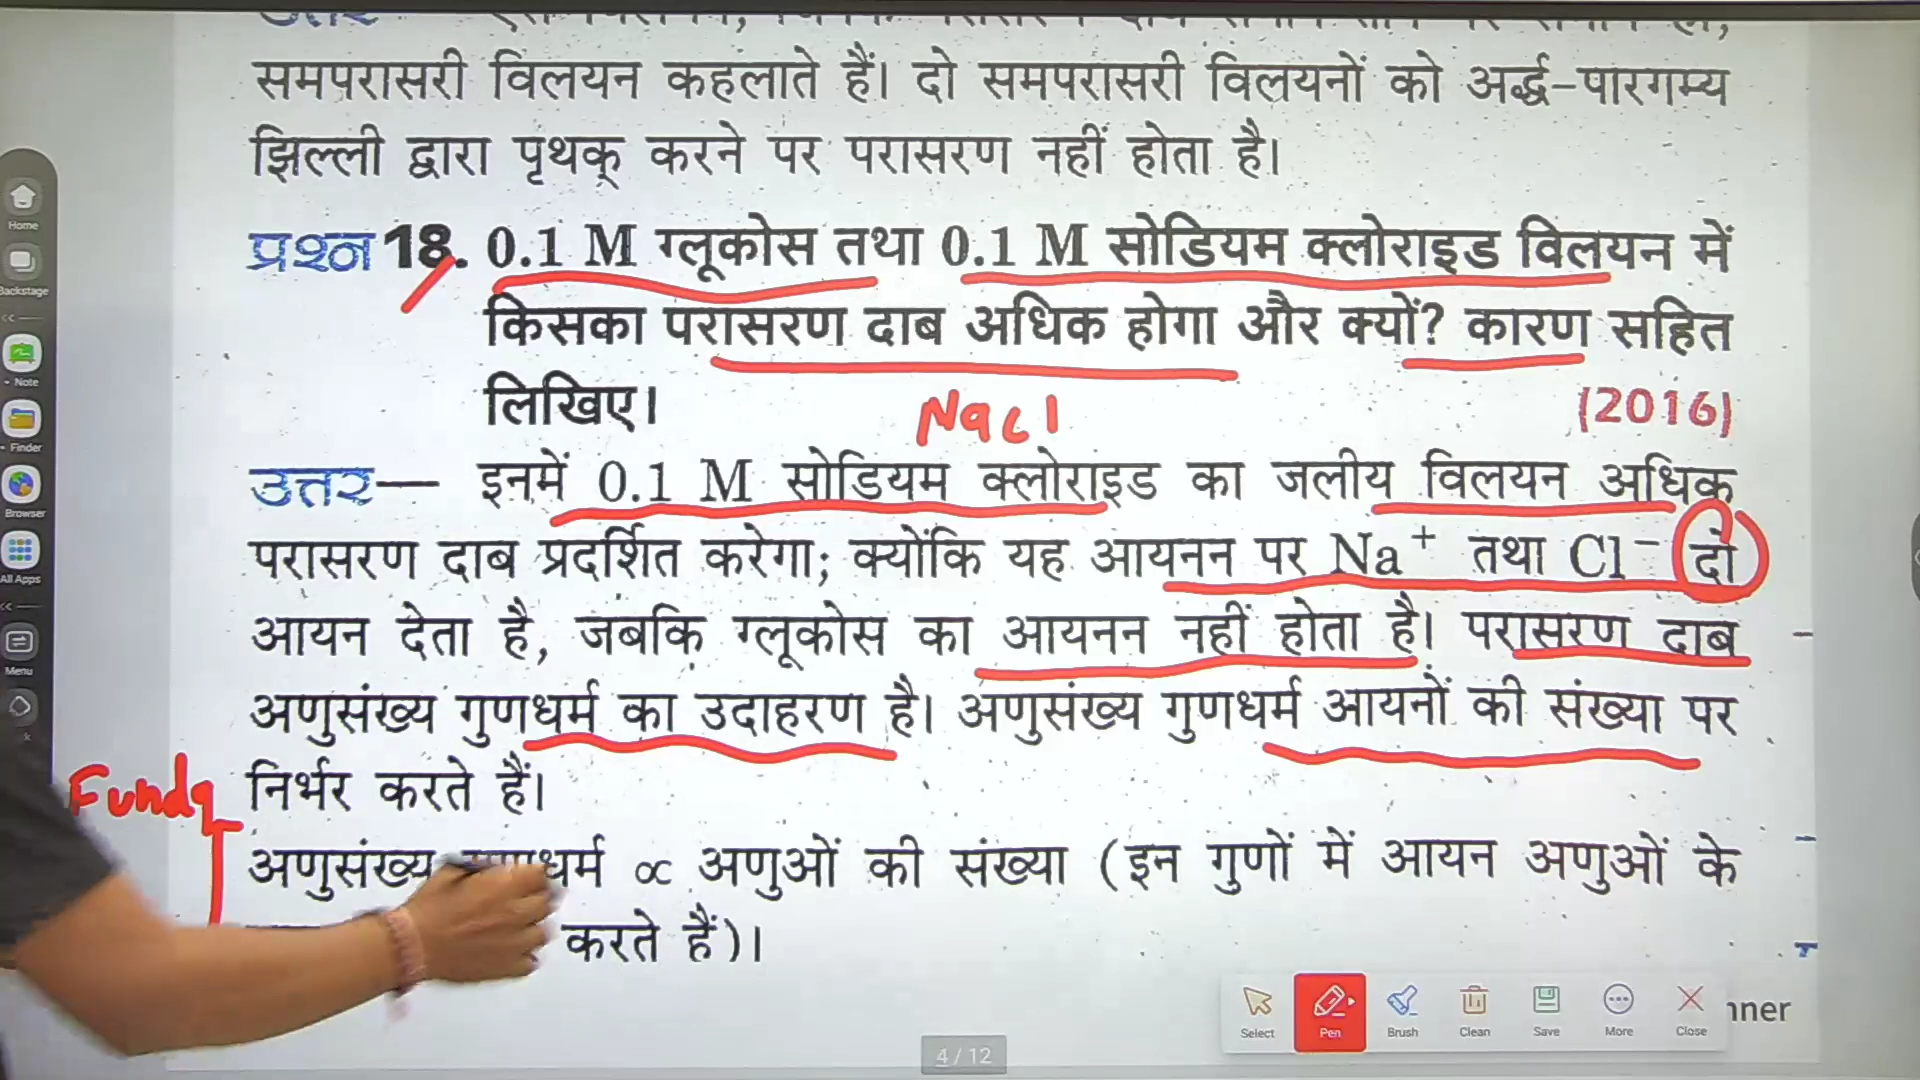 समपरासरी विलयन कहलाते हैं। दो समपरासरी विलयनों को अर्द्ध-पारगम्य
झिल्ली द्वारा पृथक् करने पर परासरण नहीं होता है।
प्रश्न 18. 0.1 M ग्लूकोस तथा 0.1 M सोडियम क्लोराइड विलयन में
किसका परासरण दाब अधिक होगा और क्यों? कारण सहित
लिखिए।
(2016)
NaCl
उत्तर— इनमें 0.1 M सोडियम क्लोराइड का जलीय विलयन अधिक
परासरण दाब प्रदर्शित करेगा; क्योंकि यह आयनन पर Na⁺ तथा Cl⁻ दो
आयन देता है, जबकि ग्लूकोस का आयनन नहीं होता है। परासरण दाब
अणुसंख्य गुणधर्म का उदाहरण है। अणुसंख्य गुणधर्म आयनों की संख्या पर
निर्भर करते हैं।
Funda
अणुसंख्य गुणधर्म ∝ अणुओं की संख्या (इन गुणों में आयन अणुओं के
करते हैं)।
Home
Backstage
Note
Finder
Browser
All Apps
Menu
Select
Pen
Brush
Clean
Save
More
Close
nner
4 / 12